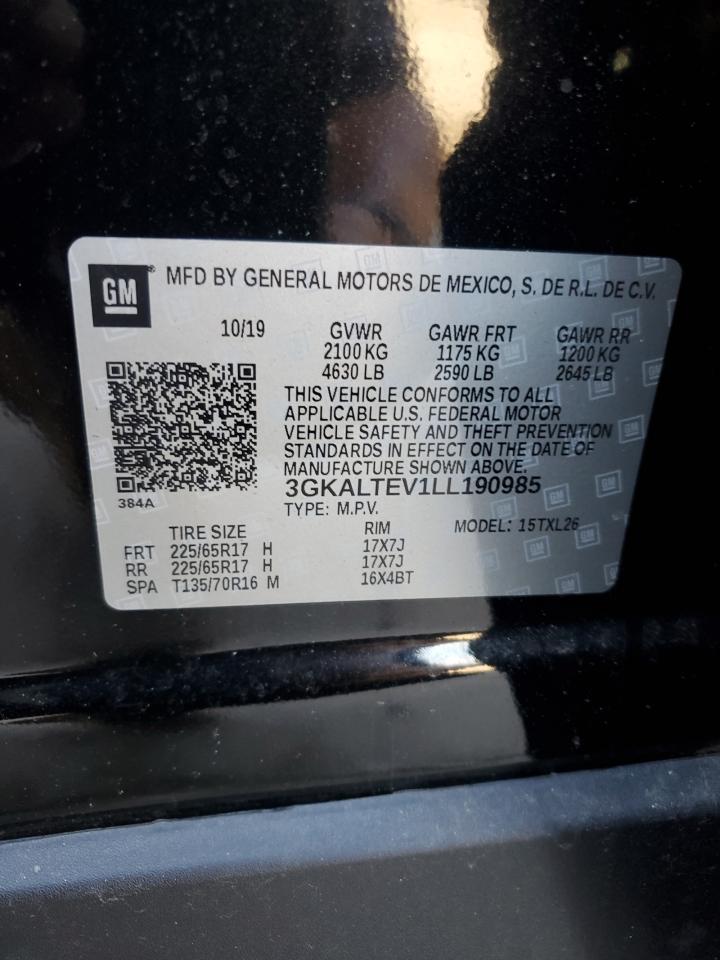 GM ® MFD BY GENERAL MOTORS DE MEXICO, S. DE R.L. DE C.V.
10/19 GVWR GAWR FRT GAWR RR
2100 KG 1175 KG 1200 KG
4630 LB 2590 LB 2645 LB
THIS VEHICLE CONFORMS TO ALL
APPLICABLE U.S. FEDERAL MOTOR
VEHICLE SAFETY AND THEFT PREVENTION
STANDARDS IN EFFECT ON THE DATE OF
MANUFACTURE SHOWN ABOVE.
3GKALTEV1LL190985
384A
TYPE: M.P.V. MODEL: 15TXL26
TIRE SIZE RIM
FRT 225/65R17 H 17X7J
RR 225/65R17 H 17X7J
SPA T135/70R16 M 16X4BT